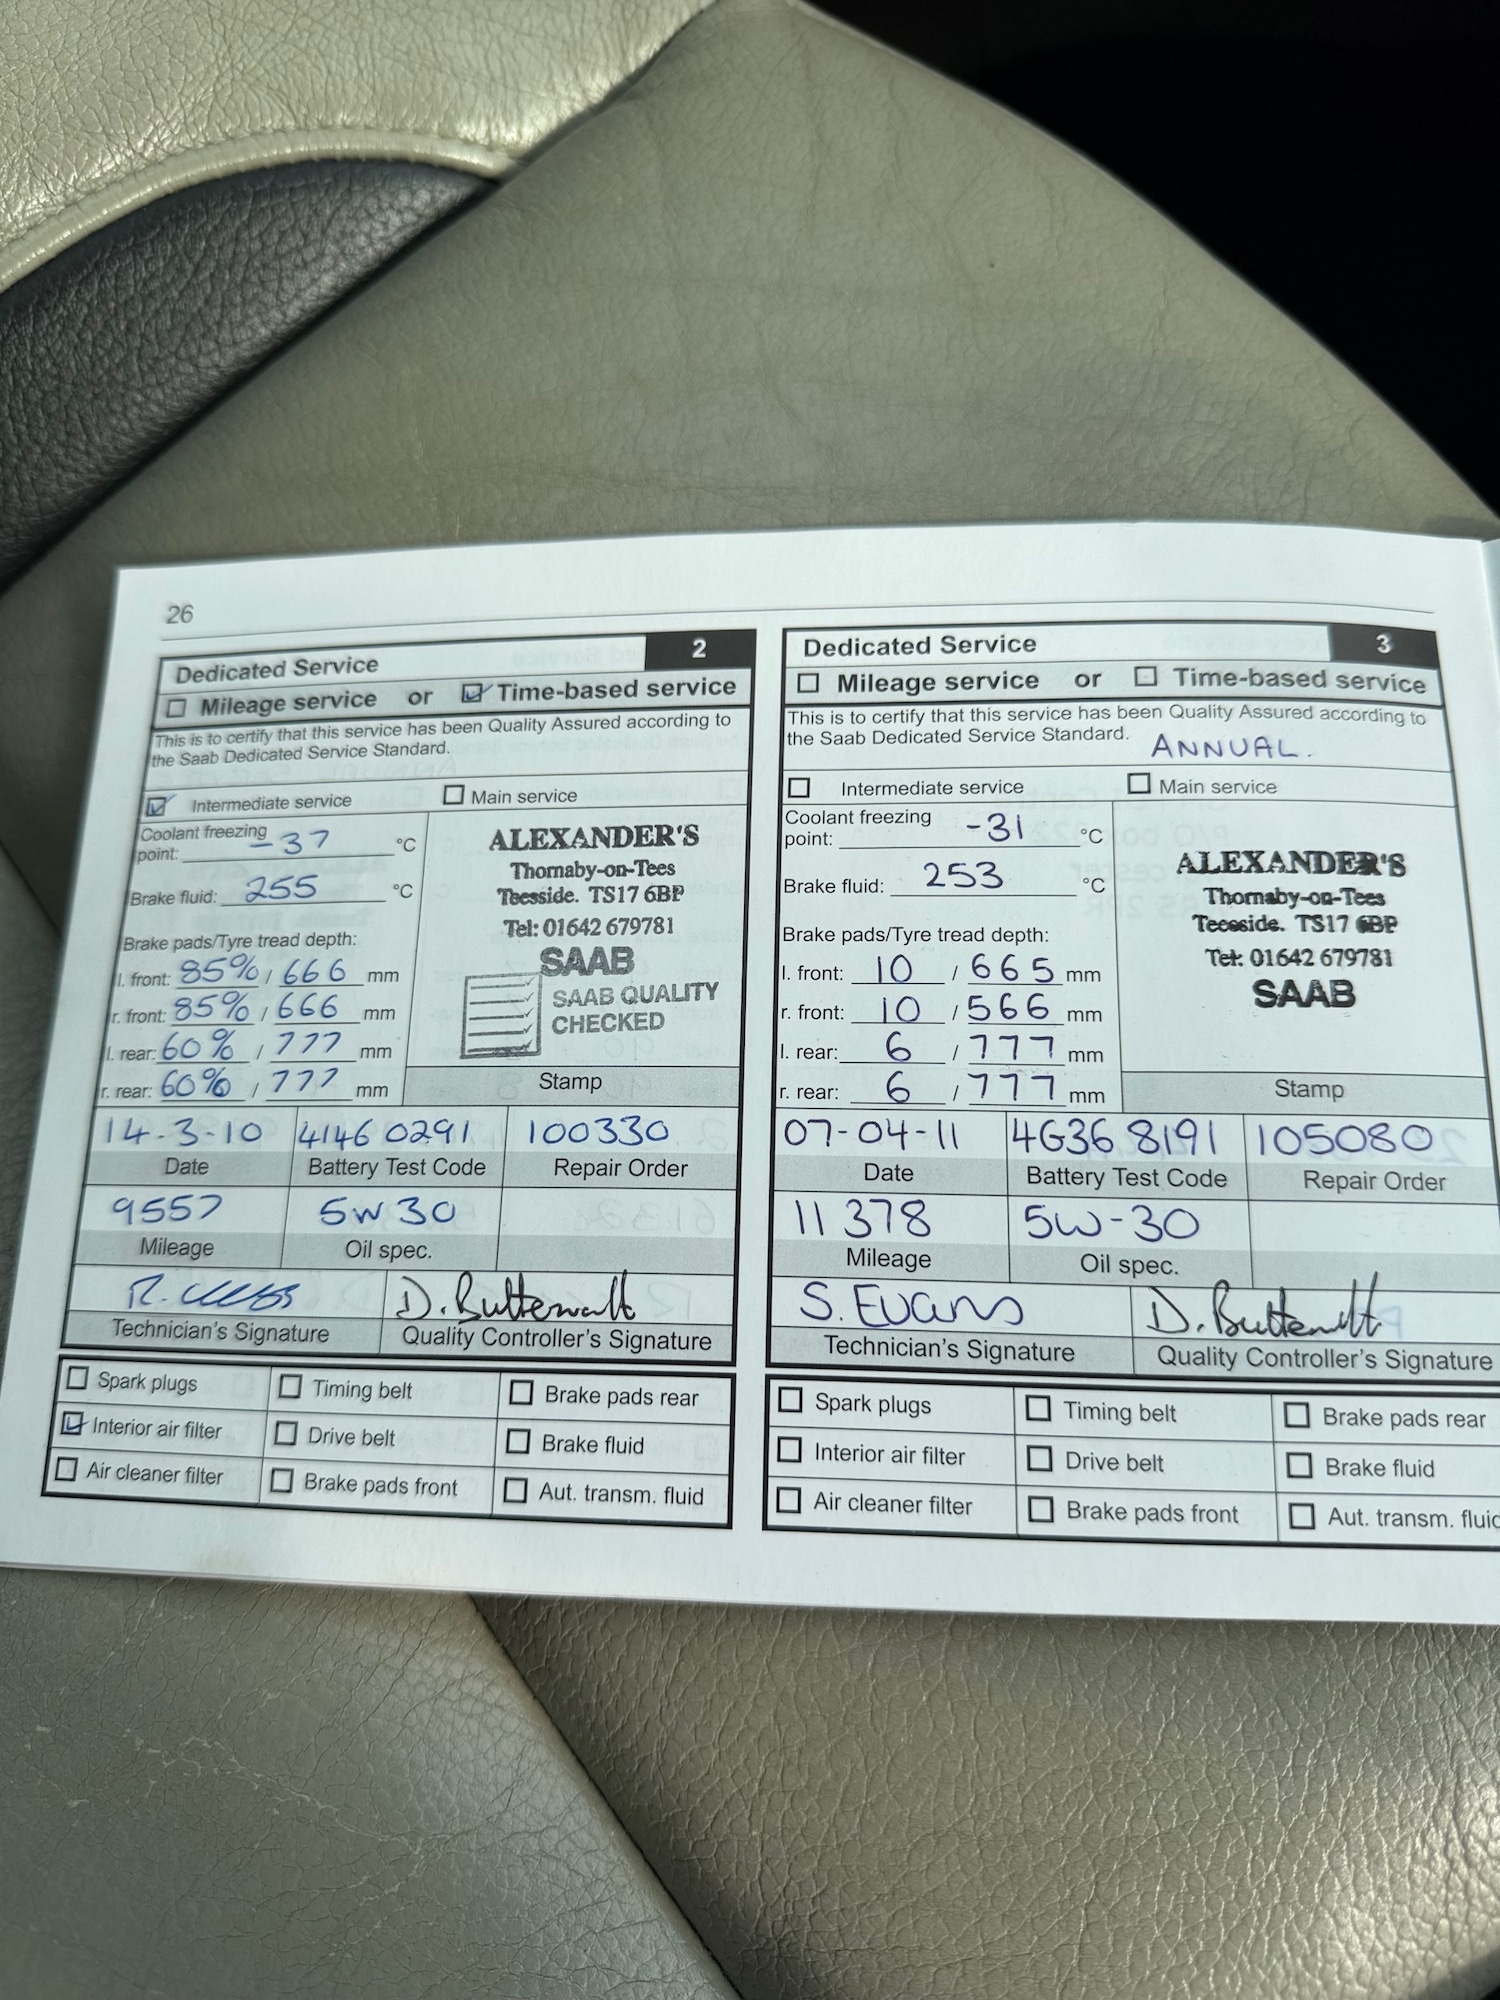 26
Dedicated Service 2
Mileage service or Time-based service
This is to certify that this service has been Quality Assured according to
the Saab Dedicated Service Standard.
Intermediate service Main service
Coolant freezing
point: -37 °C
Brake fluid: 255 °C
Brake pads/Tyre tread depth:
l. front: 85% / 666 mm
r. front: 85% / 666 mm
l. rear: 60% / 777 mm
r. rear: 60% / 777 mm
ALEXANDER'S
Thornaby-on-Tees
Teesside. TS17 6BP
Tel: 01642 679781
SAAB
SAAB QUALITY
CHECKED
Stamp
14-3-10 4146 0291 100330
Date Battery Test Code Repair Order
9557 5W30
Mileage Oil spec.
R. D. Butterwalt
Technician's Signature Quality Controller's Signature
Spark plugs Timing belt Brake pads rear
Interior air filter Drive belt Brake fluid
Air cleaner filter Brake pads front Aut. transm. fluid
Dedicated Service 3
Mileage service or Time-based service
This is to certify that this service has been Quality Assured according to
the Saab Dedicated Service Standard.
ANNUAL.
Intermediate service Main service
Coolant freezing
point: -31 °C
Brake fluid: 253 °C
Brake pads/Tyre tread depth:
l. front: 10 / 665 mm
r. front: 10 / 566 mm
l. rear: 6 / 777 mm
r. rear: 6 / 777 mm
ALEXANDER'S
Thornaby-on-Tees
Teesside. TS17 6BP
Tel: 01642 679781
SAAB
Stamp
07-04-11 4G36 8191 105080
Date Battery Test Code Repair Order
11378 5W-30
Mileage Oil spec.
S. Evans D. Butterwalt
Technician's Signature Quality Controller's Signature
Spark plugs Timing belt Brake pads rear
Interior air filter Drive belt Brake fluid
Air cleaner filter Brake pads front Aut. transm. fluid